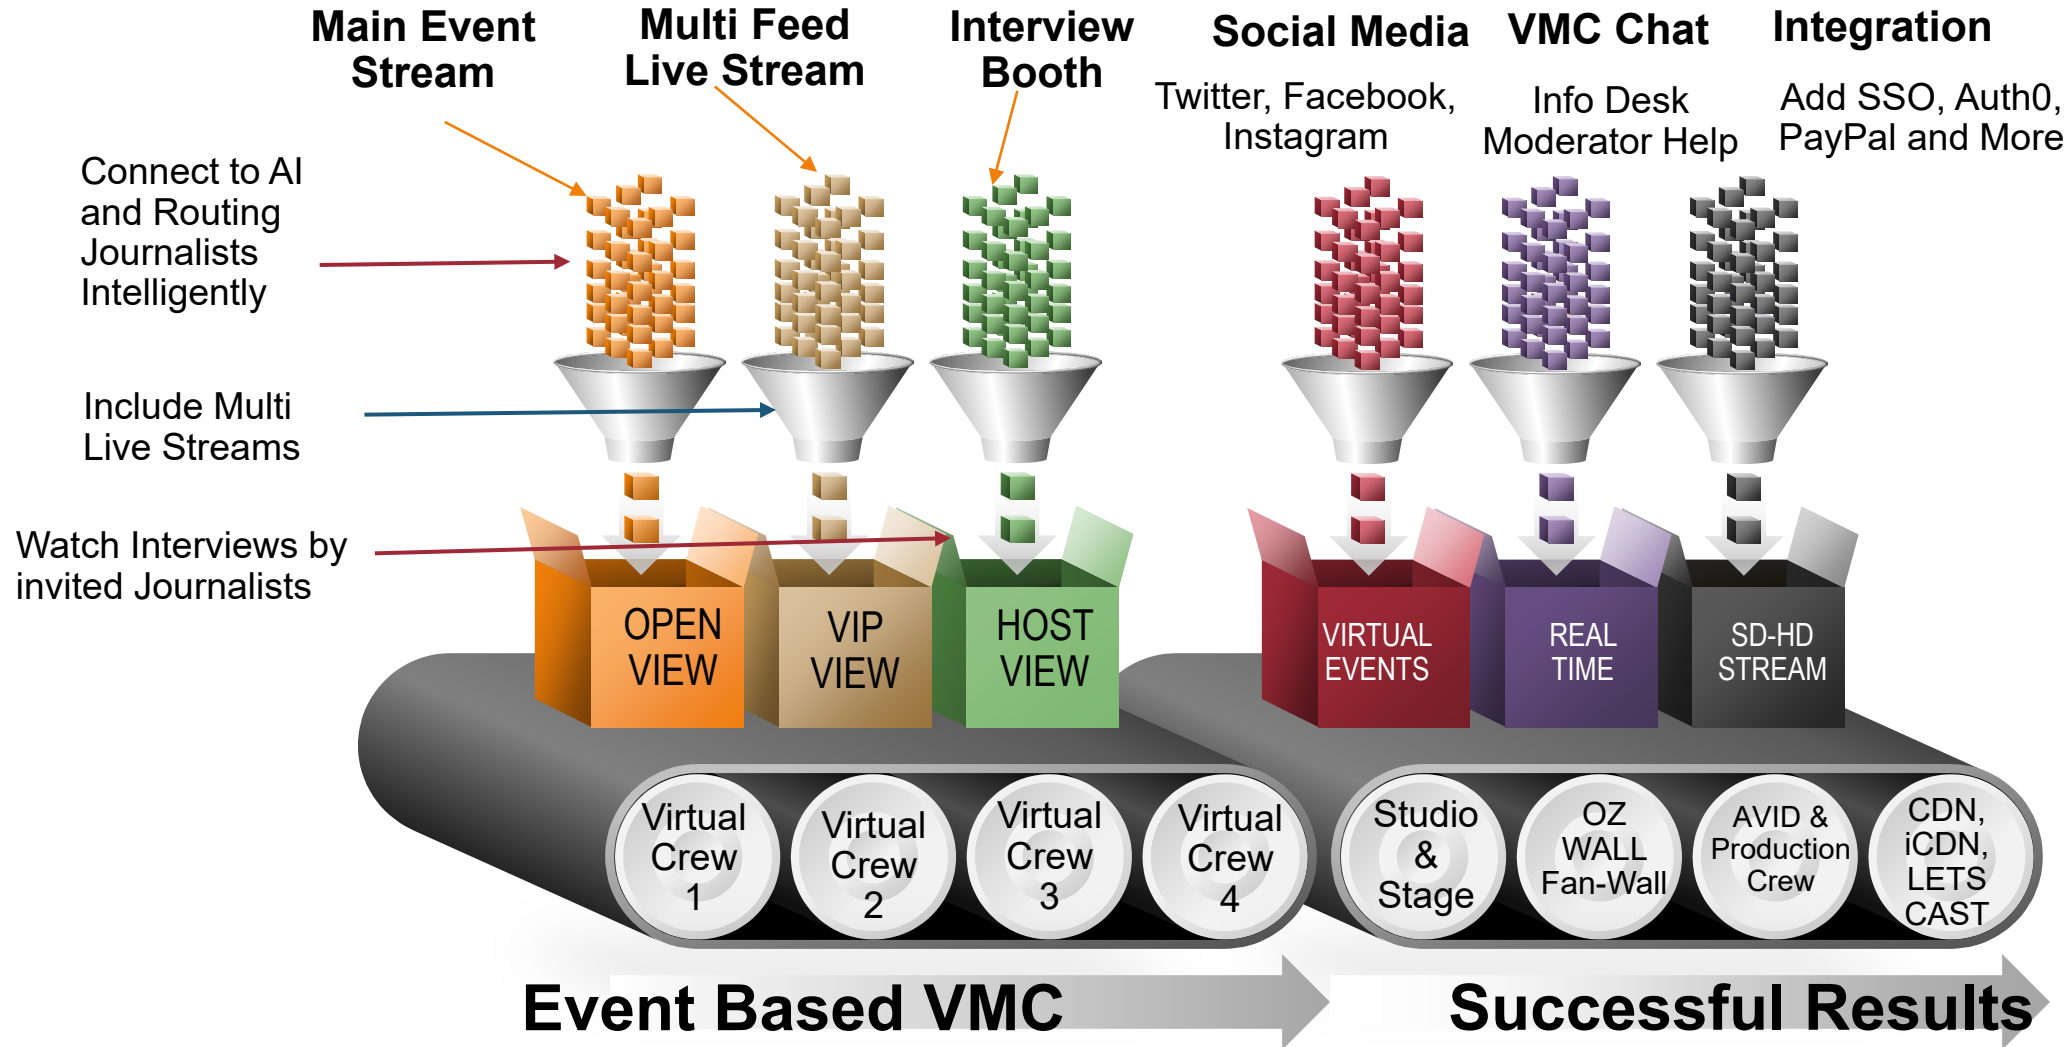 Main Event
Stream
Multi Feed
Live Stream
Interview
Booth
Social Media
Twitter, Facebook,
Instagram
VMC Chat
Info Desk
Moderator Help
Integration
Add SSO, Auth0,
PayPal and More
Connect to AI
and Routing
Journalists
Intelligently
Include Multi
Live Streams
Watch Interviews by
invited Journalists
OPEN
VIEW
VIP
VIEW
HOST
VIEW
VIRTUAL
EVENTS
REAL
TIME
SD-HD
STREAM
Virtual
Crew
1
Virtual
Crew
2
Virtual
Crew
3
Virtual
Crew
4
Studio
&
Stage
OZ
WALL
Fan-Wall
AVID &
Production
Crew
CDN,
iCDN,
LETS
CAST
Event Based VMC
Successful Results